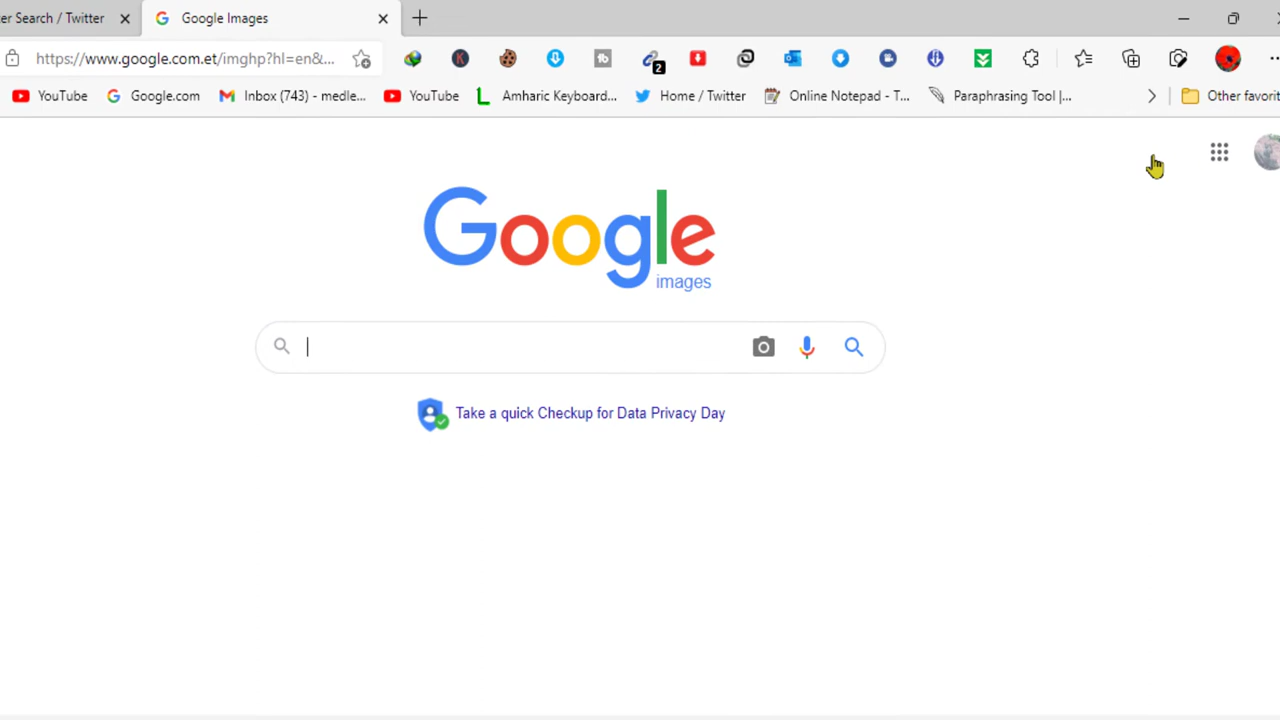 er Search / Twitter
Google Images
https://www.google.com.et/imghp?hl=en&...
2
YouTube
Google.com
Inbox (743) - medle...
YouTube
Amharic Keyboard...
Home / Twitter
Online Notepad - T...
Paraphrasing Tool |...
Other favorit
Google
images
Take a quick Checkup for Data Privacy Day